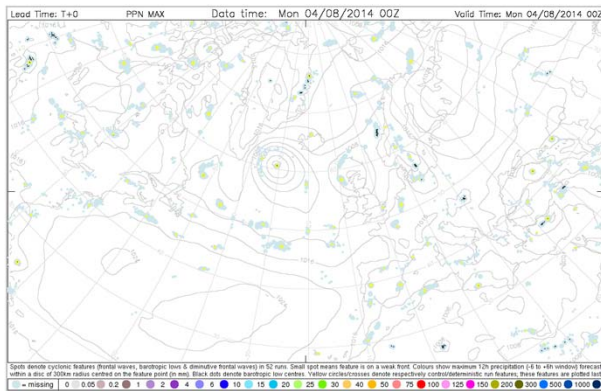 Lead Time: T+0 PPN MAX Data time: Mon 04/08/2014 00Z Valid Time: Mon 04/08/2014 00Z
Spots denote cyclonic features (frontal waves, barotropic lows & diminutive frontal waves) in 52 runs. Small spot means feature is on a weak front. Colours show maximum 12h precipitation (-6 to +6h window) forecast
within a disc of 300km radius centred on the feature point (in mm). Black dots denote barotropic low centres. Yellow circles/crosses denote respectively control/deterministic run features; these features are plotted last
= missing 0 0.05 0.2 1 2 4 6 10 15 20 25 30 40 50 75 100 125 150 200 300 500 1000